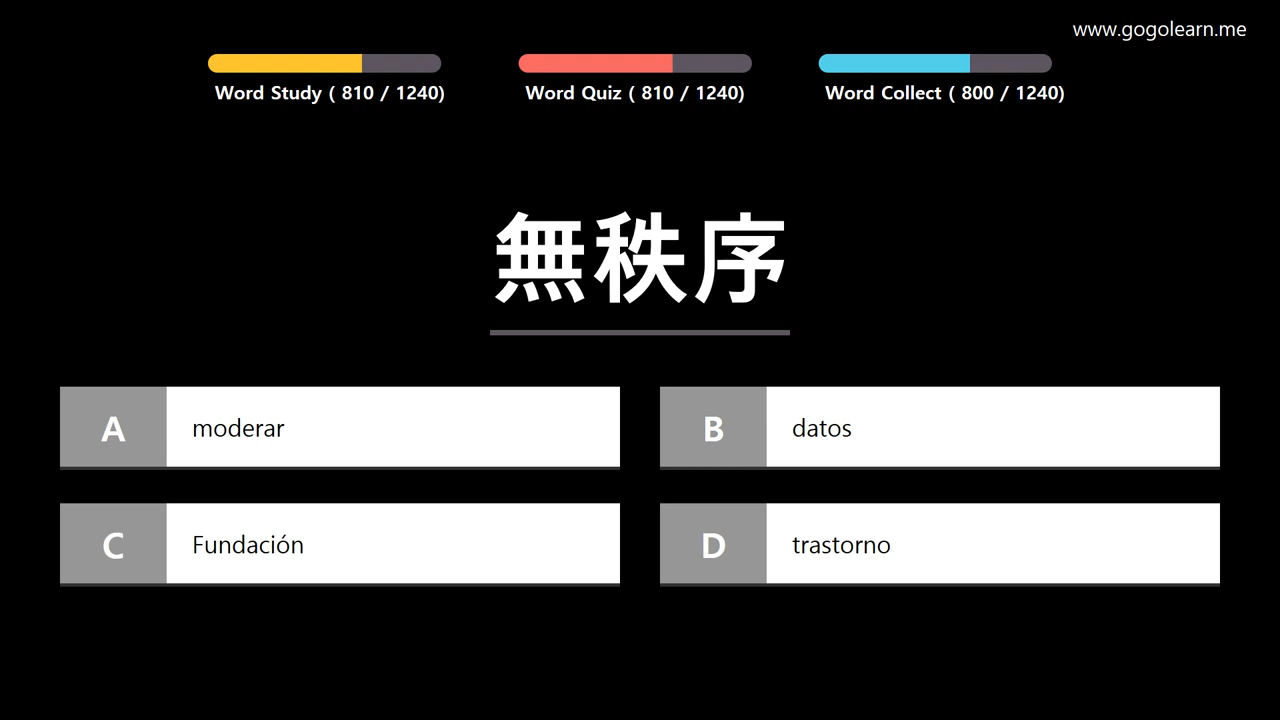 www.gogolearn.me
Word Study ( 810 / 1240)
Word Quiz ( 810 / 1240)
Word Collect ( 800 / 1240)
無秩序
A moderar
B datos
C Fundación
D trastorno